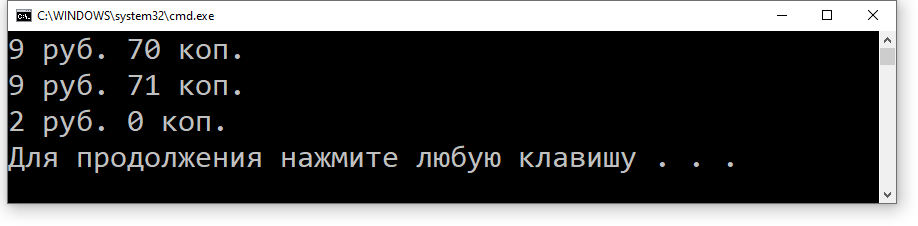 C:\WINDOWS\system32\cmd.exe
9 руб. 70 коп.
9 руб. 71 коп.
2 руб. 0 коп.
Для продолжения нажмите любую клавишу . . .